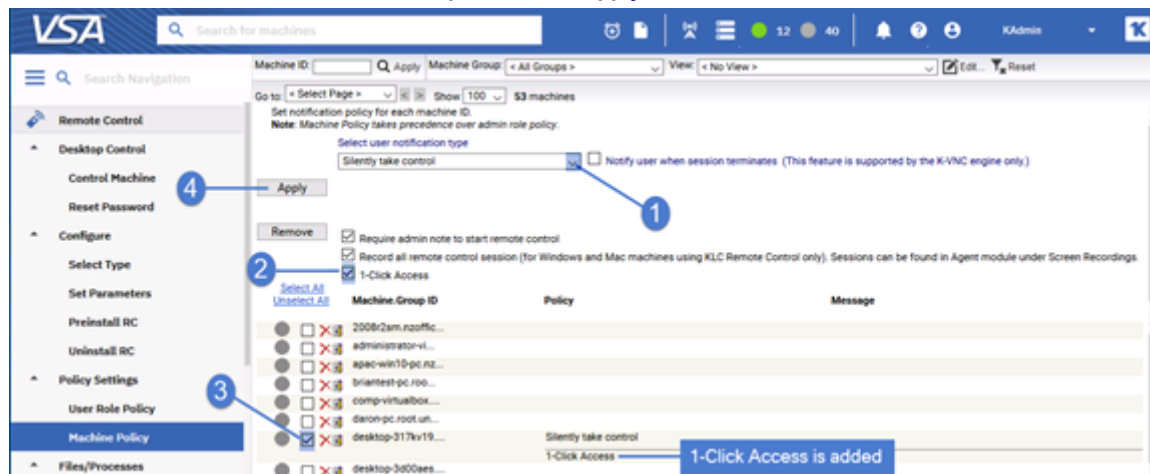 VSA
Search for machines
12
40
KAdmin
Search Navigation
Remote Control
Desktop Control
Control Machine
Reset Password
Configure
Select Type
Set Parameters
Preinstall RC
Uninstall RC
Policy Settings
User Role Policy
Machine Policy
Files/Processes
Machine ID: Apply Machine Group: < All Groups > View: < No View > Edit... Reset
Go to: < Select Page > Show 100 53 machines
Set notification policy for each machine ID.
Note: Machine Policy takes precedence over admin role policy.
Select user notification type
Silently take control Notify user when session terminates (This feature is supported by the K-VNC engine only.)
1
4 Apply
Remove Require admin note to start remote control
Record all remote control session (for Windows and Mac machines using KLC Remote Control only). Sessions can be found in Agent module under Screen Recordings.
2 1-Click Access
Select All
Unselect All Machine.Group ID Policy Message
2008r2sm.nzoffic...
administrator-vi...
apac-win10-pc.nz...
briantest-pc.roo...
comp-virtualbox....
daron-pc.root.un...
3 desktop-317kv19.... Silently take control
1-Click Access 1-Click Access is added
desktop-3d00aes....